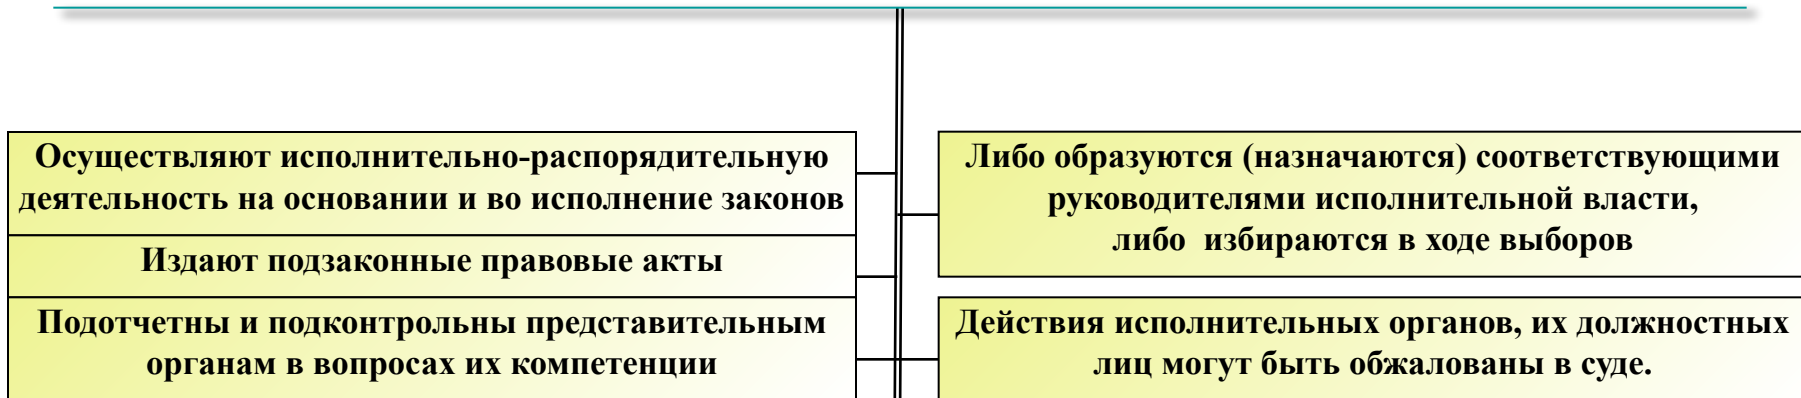 Осуществляют исполнительно-распорядительную
деятельность на основании и во исполнение законов
Издают подзаконные правовые акты
Подотчетны и подконтрольны представительным
органам в вопросах их компетенции
Либо образуются (назначаются) соответствующими
руководителями исполнительной власти,
либо избираются в ходе выборов
Действия исполнительных органов, их должностных
лиц могут быть обжалованы в суде.